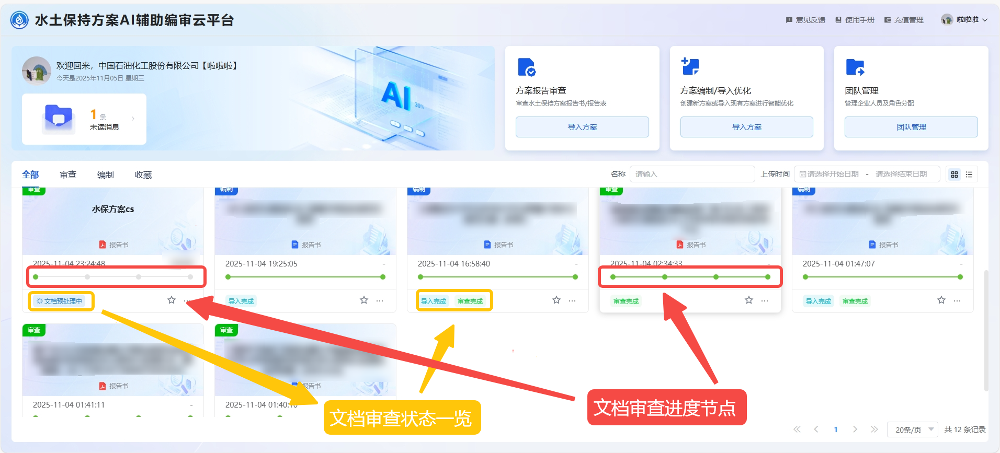 水土保持方案AI辅助编审云平台
意见反馈 使用手册 充值管理 啦啦啦
欢迎回来，中国石油化工股份有限公司【啦啦啦】
今天是2025年11月05日 星期三
1 条
未读消息
AI 30%
方案报告审查
审查水土保持方案报告书/报告表
导入方案
方案编制/导入优化
创建新方案或导入现有方案进行智能优化
导入方案
团队管理
管理企业人员及角色分配
团队管理
全部 审查 编制 收藏
名称 请输入 上传时间 请选择开始日期 - 请选择结束日期
审查 编制 编制 审查 编制
水保方案cs
报告书 报告书 报告书 报告书 报告书
2025-11-04 23:24:48
2025-11-04 19:25:05 -
2025-11-04 16:58:40 -
2025-11-04 02:34:33 -
2025-11-04 01:47:07 -
文档预处理中 ...
导入完成 ...
导入完成 审查完成 ...
审查完成 ...
导入完成 审查完成 ...
审查 审查
报告书 报告书
2025-11-04 01:41:11 -
2025-11-04 01:40:16
文档审查状态一览
文档审查进度节点
1 20条/页 共 12 条记录